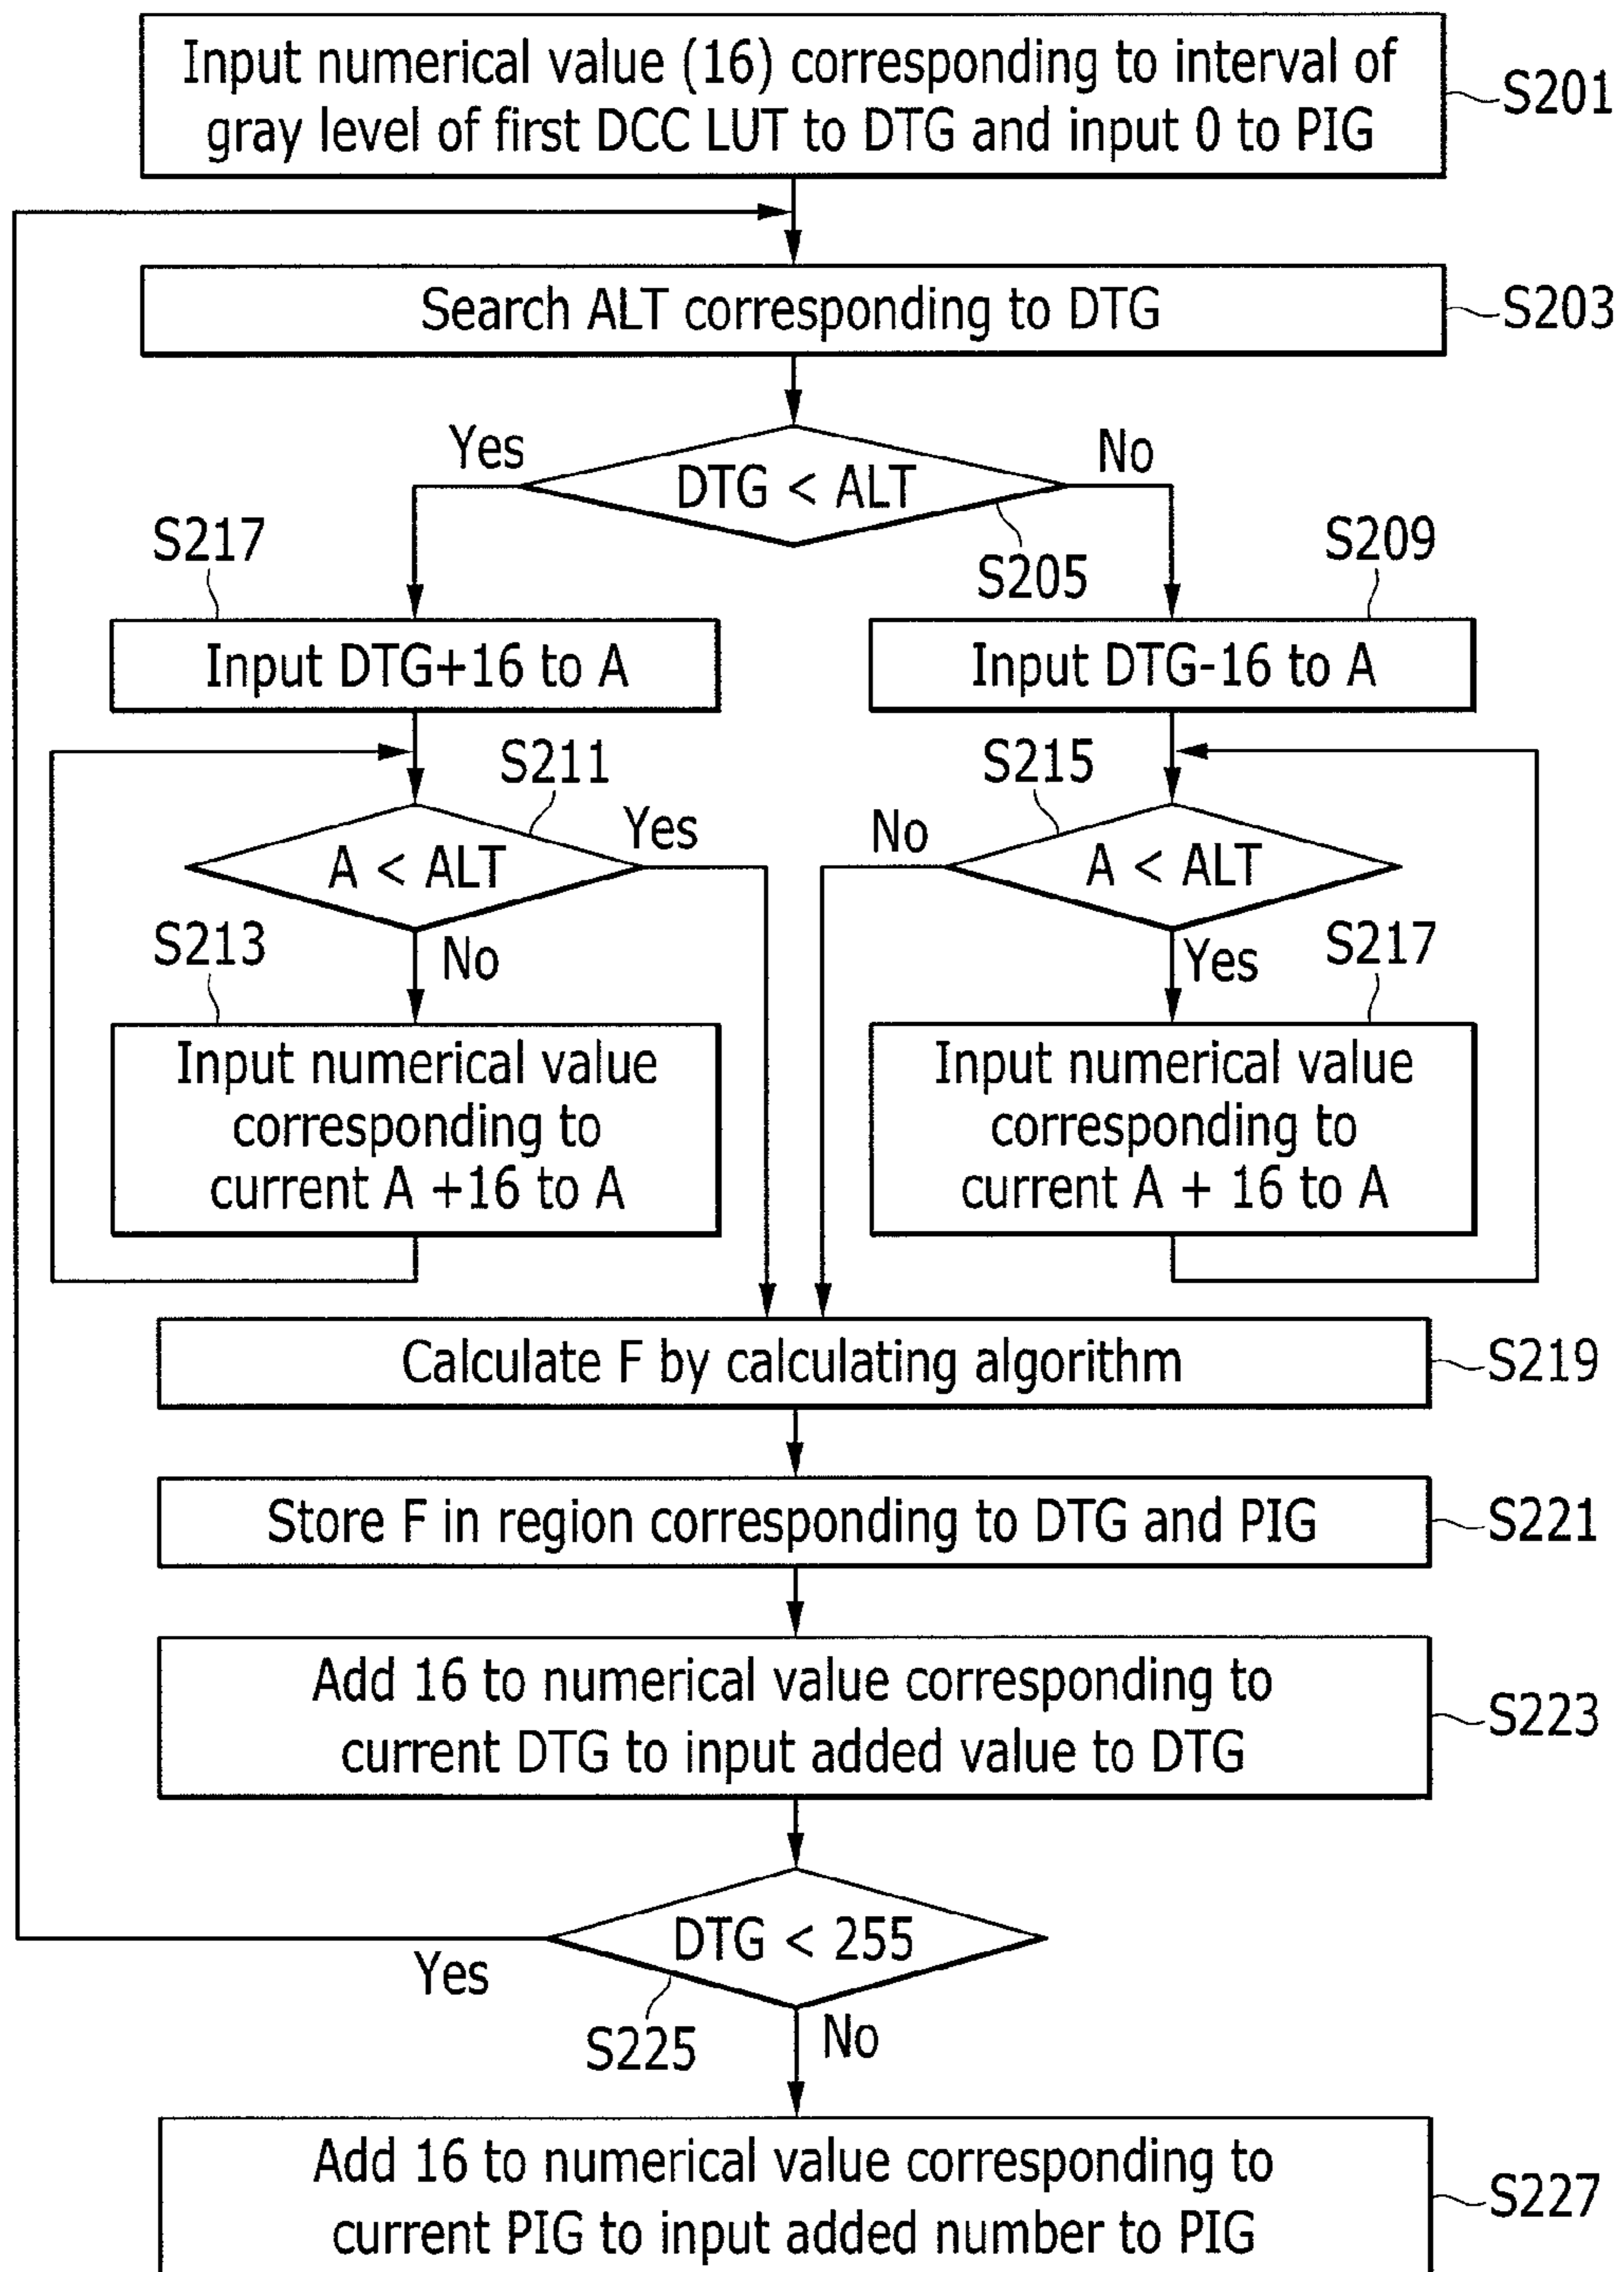 Input numerical value (16) corresponding to interval of
gray level of first DCC LUT to DTG and input 0 to PIG
S201
Search ALT corresponding to DTG
S203
Yes
DTG < ALT
No
S205
S217
Input DTG+16 to A
S209
Input DTG-16 to A
S211
A < ALT
Yes
No
S215
No
A < ALT
Yes
S213
Input numerical value
corresponding to
current A +16 to A
S217
Input numerical value
corresponding to
current A + 16 to A
Calculate F by calculating algorithm
S219
Store F in region corresponding to DTG and PIG
S221
Add 16 to numerical value corresponding to
current DTG to input added value to DTG
S223
DTG < 255
Yes
S225
No
Add 16 to numerical value corresponding to
current PIG to input added number to PIG
S227